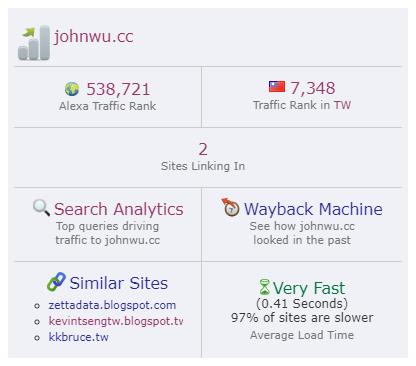 johnwu.cc
538,721
Alexa Traffic Rank
7,348
Traffic Rank in TW
2
Sites Linking In
Search Analytics
Top queries driving
traffic to johnwu.cc
Wayback Machine
See how johnwu.cc
looked in the past
Similar Sites
zettadata.blogspot.com
kevintsengtw.blogspot.tw
kkbruce.tw
Very Fast
(0.41 Seconds)
97% of sites are slower
Average Load Time